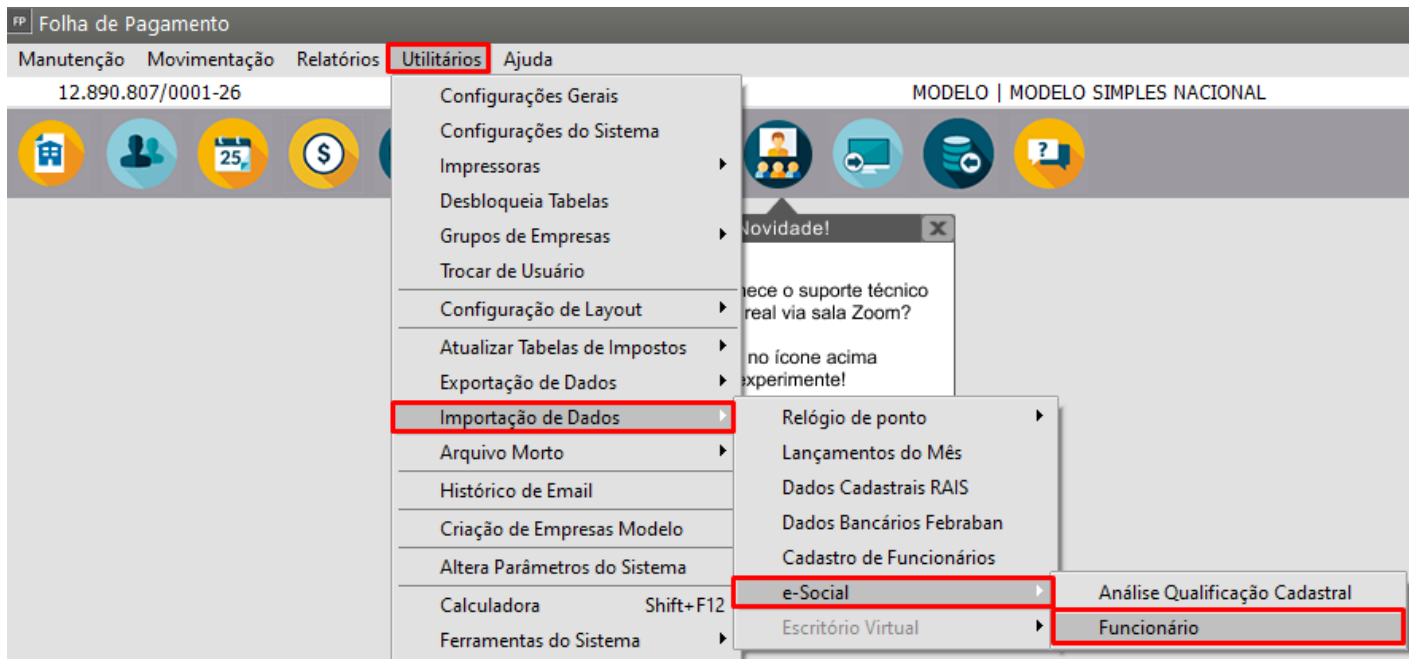 FP Folha de Pagamento
Manutenção Movimentação Relatórios Utilitários Ajuda
12.890.807/0001-26 MODELO | MODELO SIMPLES NACIONAL
25
$
?
Configurações Gerais
Configurações do Sistema
Impressoras
Desbloqueia Tabelas
Grupos de Empresas
Trocar de Usuário
Configuração de Layout
Atualizar Tabelas de Impostos
Exportação de Dados
Importação de Dados
Arquivo Morto
Histórico de Email
Criação de Empresas Modelo
Altera Parâmetros do Sistema
Calculadora Shift+F12
Ferramentas do Sistema
Novidade! X
hece o suporte técnico
real via sala Zoom?
no ícone acima
experimente!
Relógio de ponto
Lançamentos do Mês
Dados Cadastrais RAIS
Dados Bancários Febraban
Cadastro de Funcionários
e-Social
Escritório Virtual
Análise Qualificação Cadastral
Funcionário